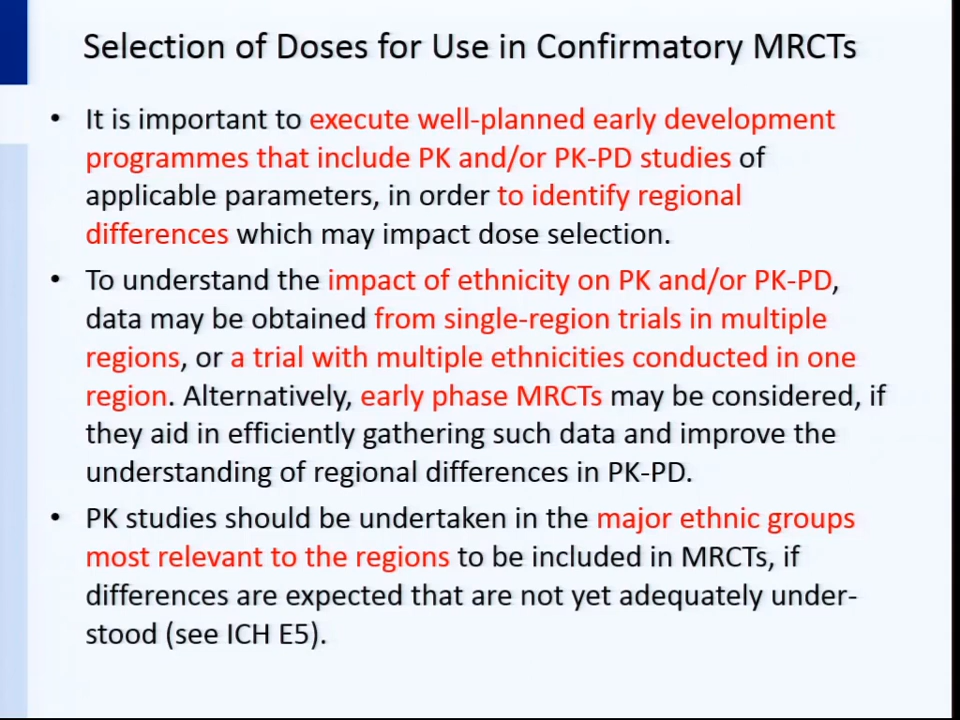 Selection of Doses for Use in Confirmatory MRCTs
• It is important to execute well-planned early development
programmes that include PK and/or PK-PD studies of
applicable parameters, in order to identify regional
differences which may impact dose selection.
• To understand the impact of ethnicity on PK and/or PK-PD,
data may be obtained from single-region trials in multiple
regions, or a trial with multiple ethnicities conducted in one
region. Alternatively, early phase MRCTs may be considered, if
they aid in efficiently gathering such data and improve the
understanding of regional differences in PK-PD.
• PK studies should be undertaken in the major ethnic groups
most relevant to the regions to be included in MRCTs, if
differences are expected that are not yet adequately under-
stood (see ICH E5).